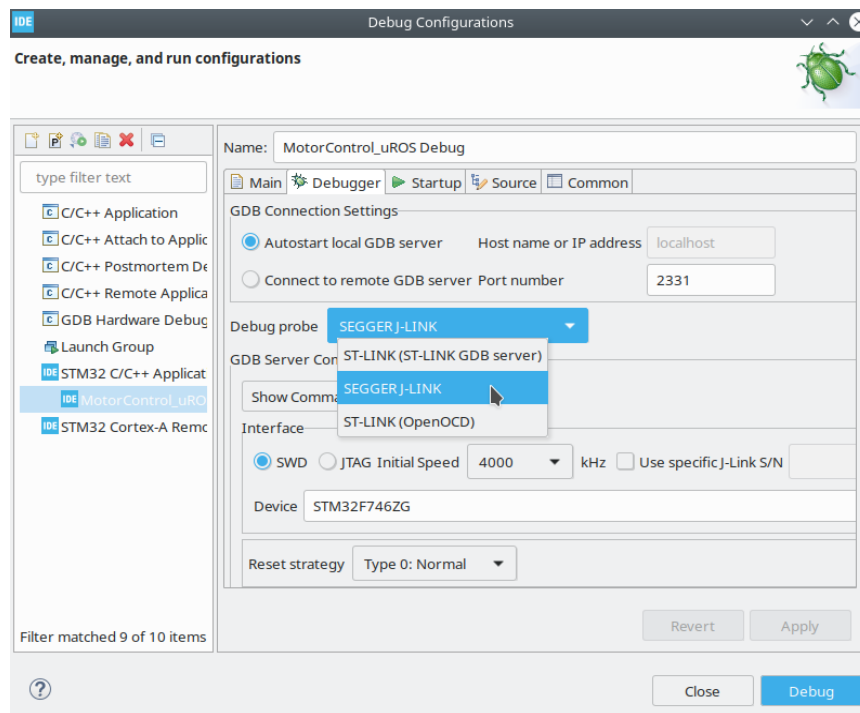 IDE Debug Configurations
Create, manage, and run configurations
type filter text
C/C++ Application
C/C++ Attach to Applic
C/C++ Postmortem De
C/C++ Remote Applica
GDB Hardware Debug
Launch Group
IDE STM32 C/C++ Applicat
IDE MotorControl_uRO
IDE STM32 Cortex-A Remo
Filter matched 9 of 10 items
Name: MotorControl_uROS Debug
Main Debugger Startup Source Common
GDB Connection Settings
Autostart local GDB server Host name or IP address localhost
Connect to remote GDB server Port number 2331
Debug probe SEGGER J-LINK
ST-LINK (ST-LINK GDB server)
SEGGER J-LINK
ST-LINK (OpenOCD)
GDB Server Con
Show Comma
Interface
SWD JTAG Initial Speed 4000 kHz Use specific J-Link S/N
Device STM32F746ZG
Reset strategy Type 0: Normal
Revert Apply
? Close Debug